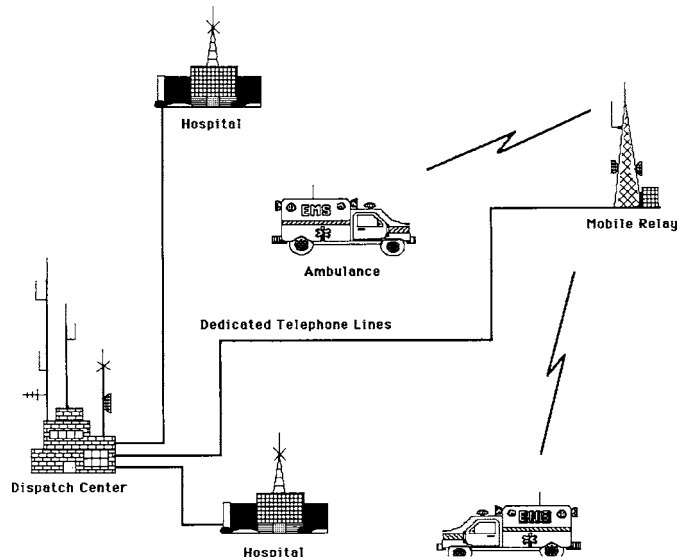 Hospital
Mobile Relay
EMS
Ambulance
Dedicated Telephone Lines
Dispatch Center
Hospital
EMS